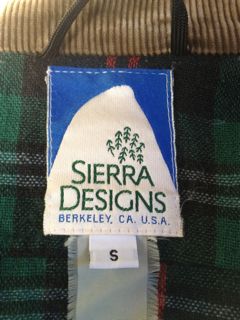 SIERRA
DESIGNS
BERKELEY, CA. U.S.A.
S